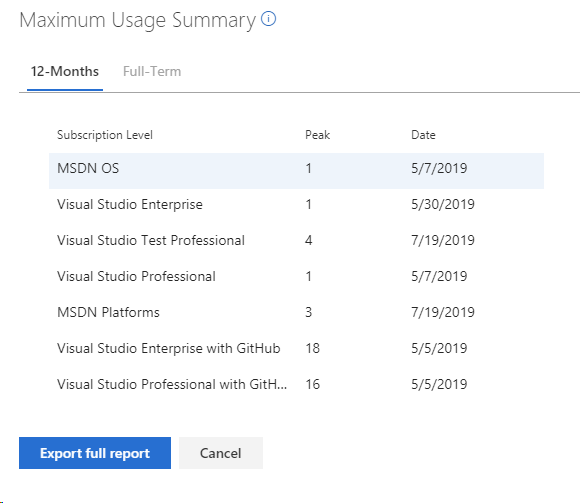 Maximum Usage Summary
12-Months Full-Term
Subscription Level Peak Date
MSDN OS 1 5/7/2019
Visual Studio Enterprise 1 5/30/2019
Visual Studio Test Professional 4 7/19/2019
Visual Studio Professional 1 5/7/2019
MSDN Platforms 3 7/19/2019
Visual Studio Enterprise with GitHub 18 5/5/2019
Visual Studio Professional with GitH... 16 5/5/2019
Export full report Cancel